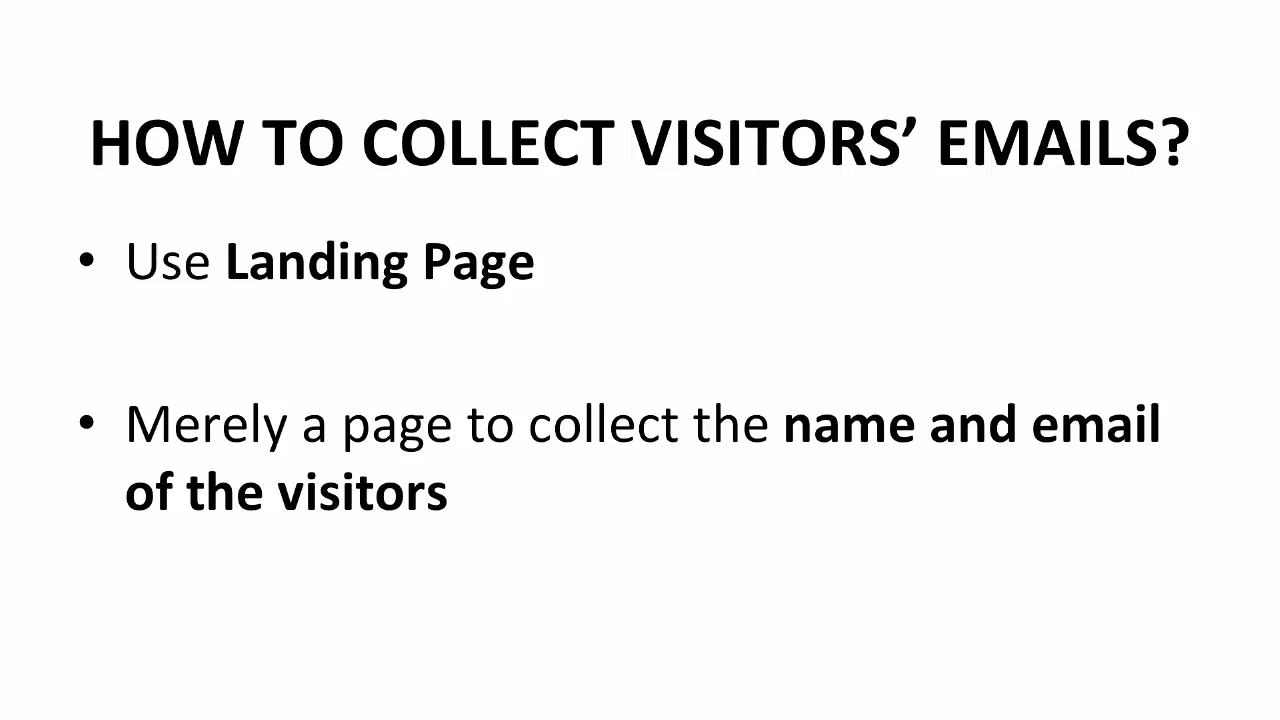 HOW TO COLLECT VISITORS’ EMAILS?
• Use Landing Page
• Merely a page to collect the name and email
of the visitors